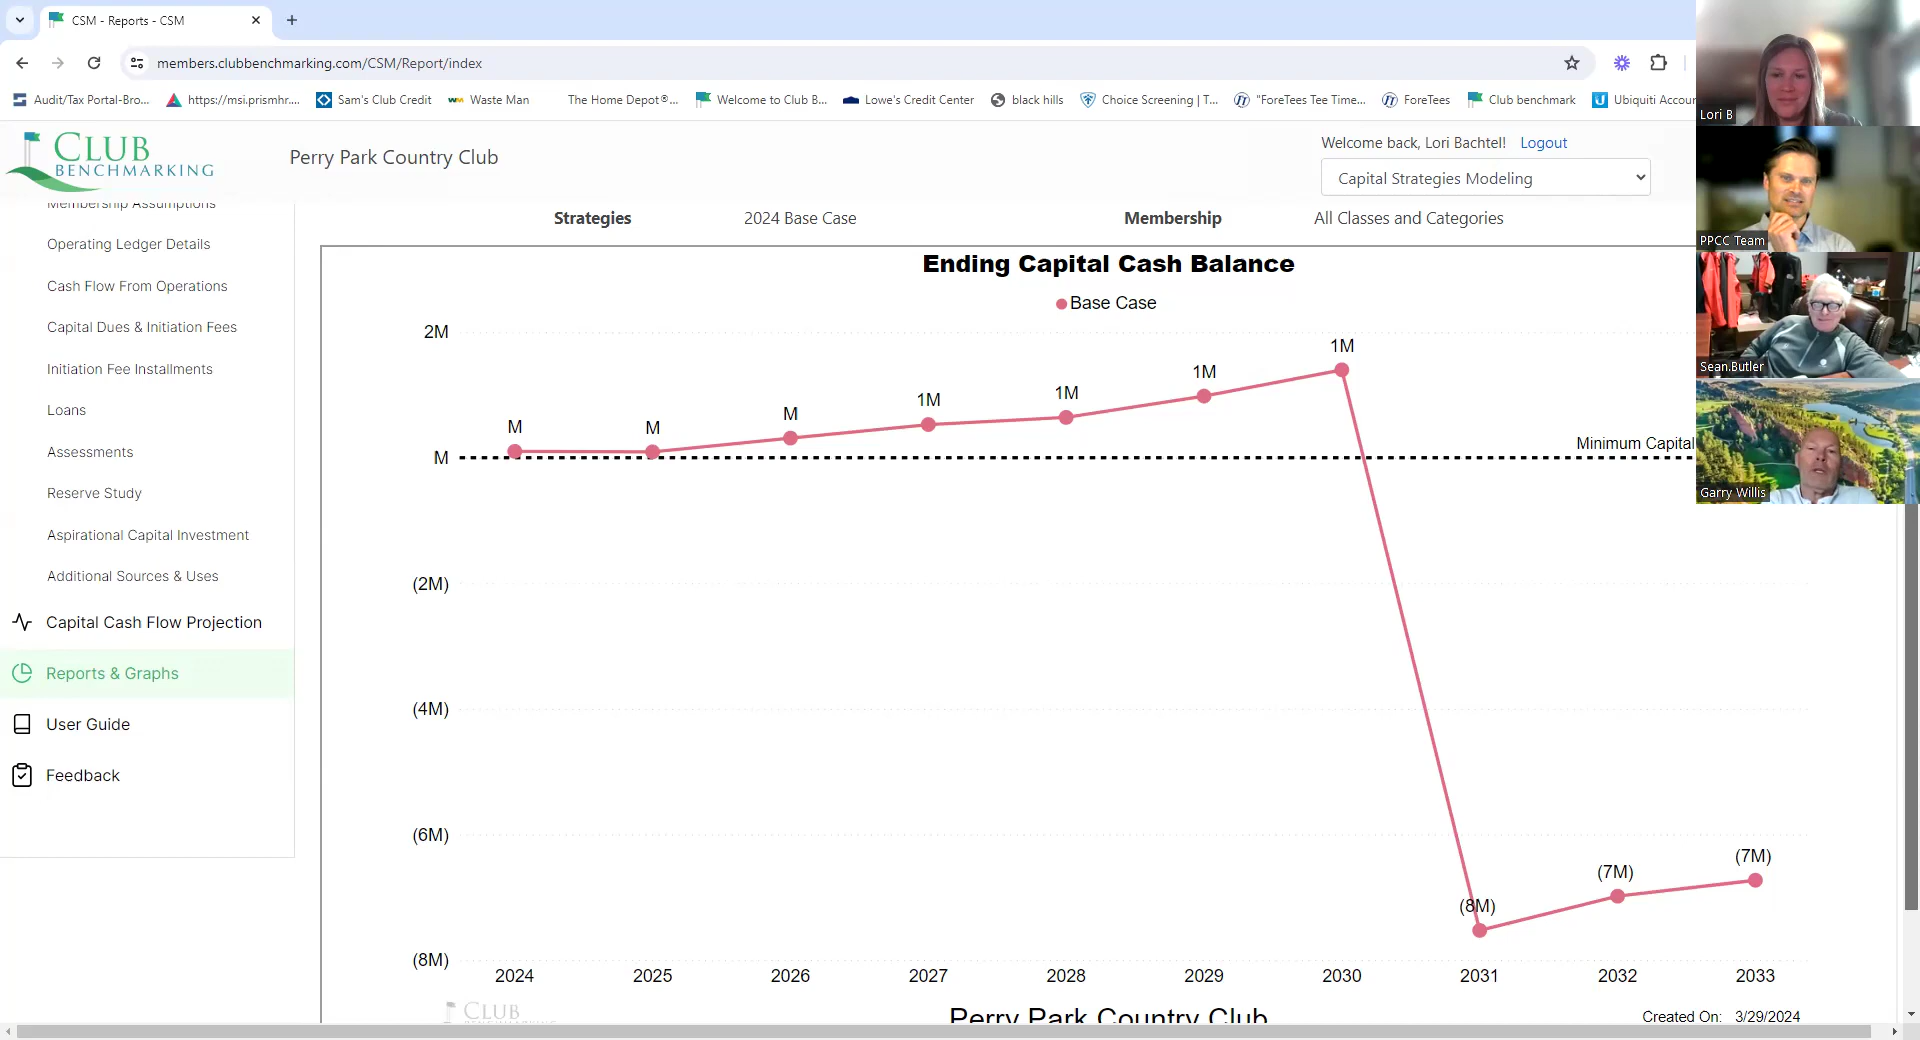 CSM - Reports - CSM
members.clubbenchmarking.com/CSM/Report/index
Audit/Tax Portal-Bro... https://msi.prismhr.... Sam's Club Credit Waste Man The Home Depot®... Welcome to Club B... Lowe's Credit Center black hills Choice Screening | T... "ForeTees Tee Time... ForeTees Club benchmark Ubiquiti Accou
CLUB
BENCHMARKING
Perry Park Country Club
Welcome back, Lori Bachtel! Logout
Capital Strategies Modeling
Membership Assumptions
Operating Ledger Details
Cash Flow From Operations
Capital Dues & Initiation Fees
Initiation Fee Installments
Loans
Assessments
Reserve Study
Aspirational Capital Investment
Additional Sources & Uses
Capital Cash Flow Projection
Reports & Graphs
User Guide
Feedback
Strategies 2024 Base Case Membership All Classes and Categories
Ending Capital Cash Balance
Base Case
2M
M
(2M)
(4M)
(6M)
(8M)
M M M 1M 1M 1M 1M (8M) (7M) (7M)
Minimum Capital
2024 2025 2026 2027 2028 2029 2030 2031 2032 2033
CLUB
Perry Park Country Club
Created On: 3/29/2024
Lori B
PPCC Team
Sean.Butler
Garry Willis